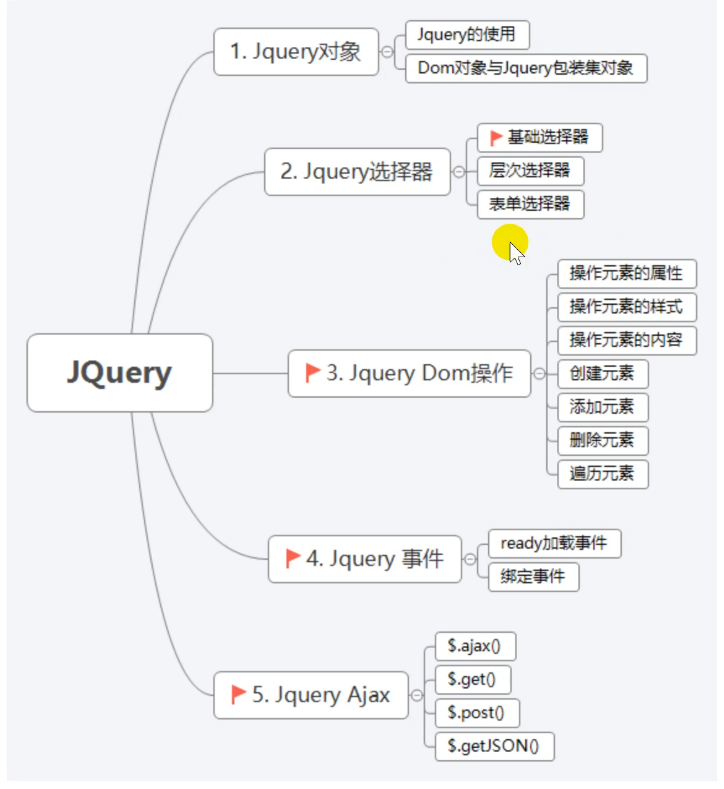 1. Jquery对象
Jquery的使用
Dom对象与Jquery包装集对象
2. Jquery选择器
基础选择器
层次选择器
表单选择器
JQuery
3. Jquery Dom操作
操作元素的属性
操作元素的样式
操作元素的内容
创建元素
添加元素
删除元素
遍历元素
4. Jquery 事件
ready加载事件
绑定事件
5. Jquery Ajax
$.ajax()
$.get()
$.post()
$.getJSON()